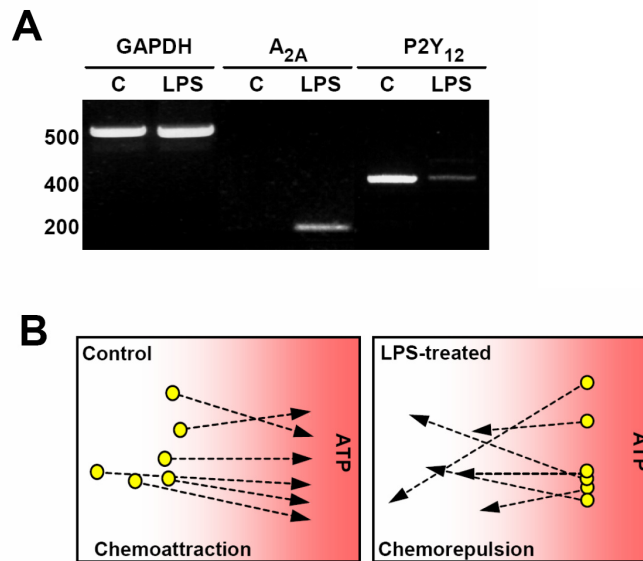 A
GAPDH A2A P2Y12
C LPS C LPS C LPS
500
400
200
B
Control LPS-treated
ATP ATP
Chemoattraction Chemorepulsion